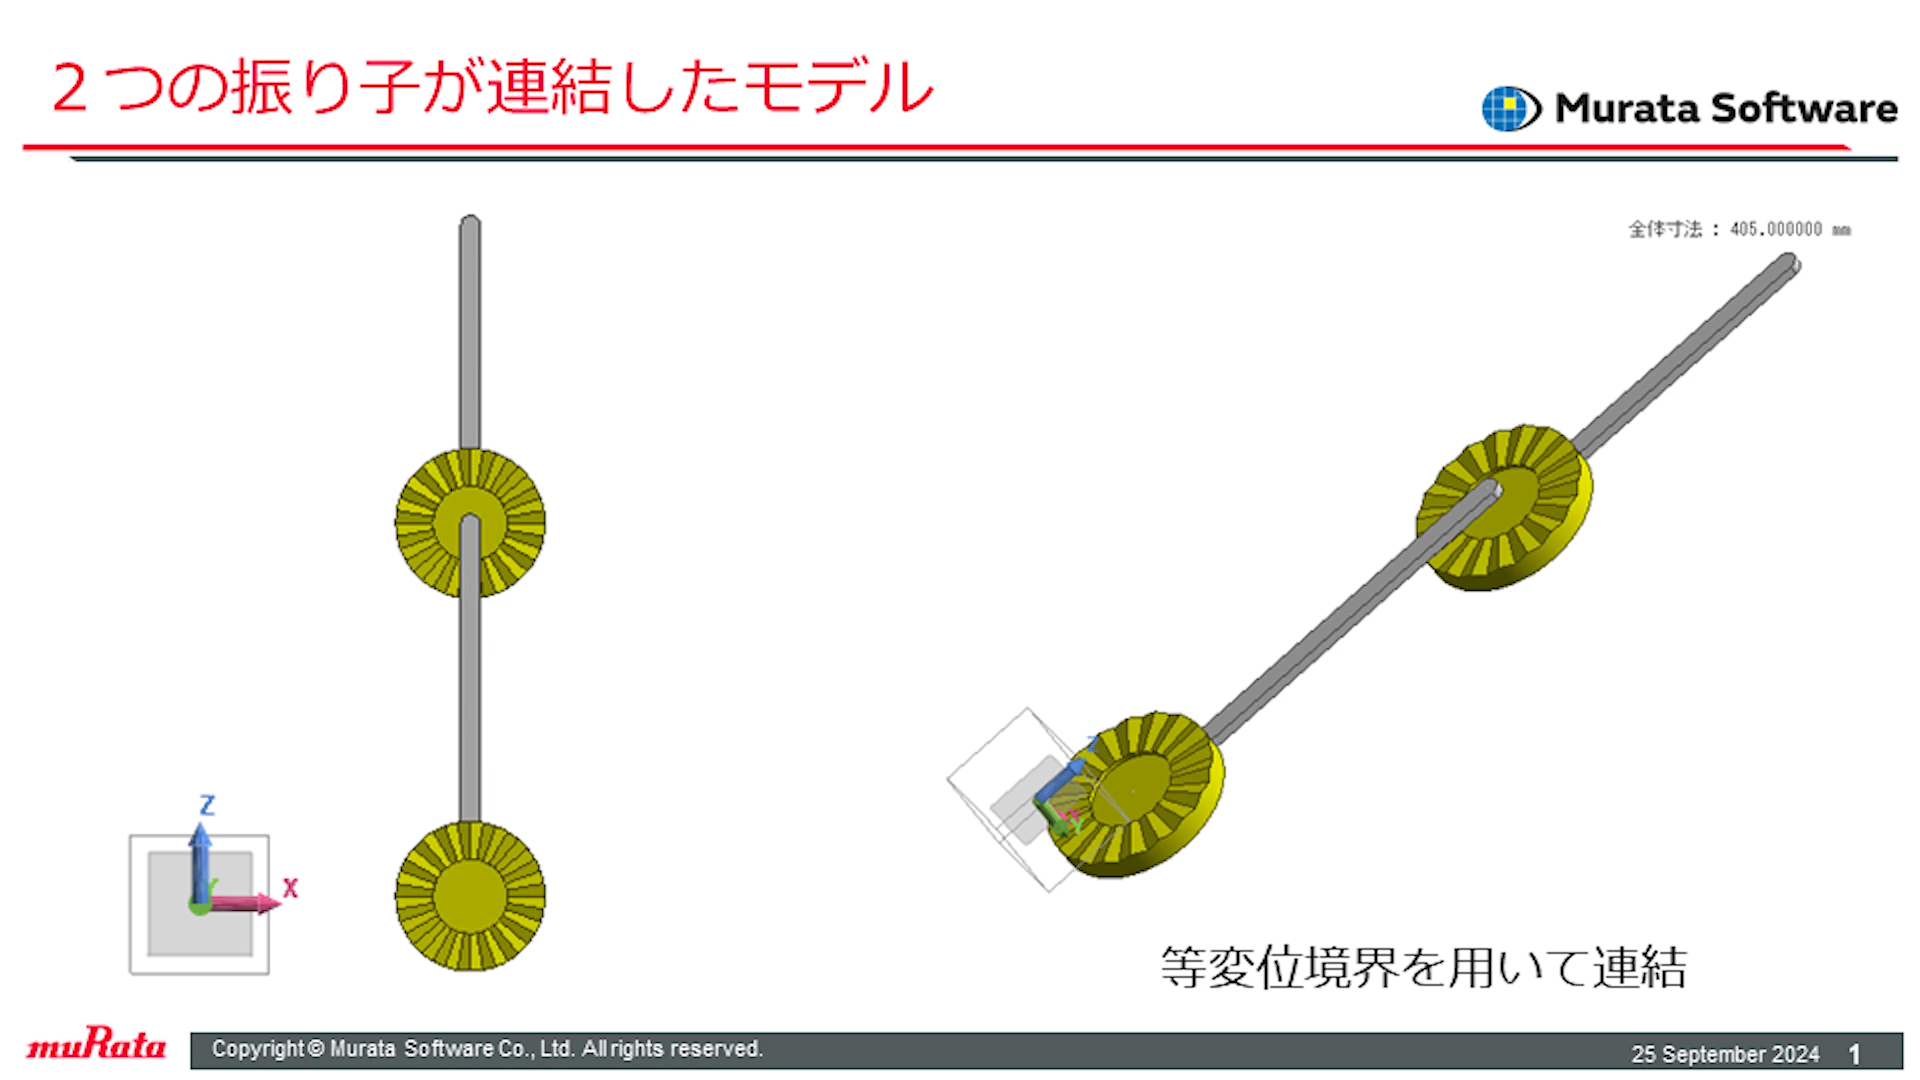 ２つの振り子が連結したモデル
Murata Software
全体寸法 : 405.000000 mm
Z
Y
X
Z
Y
等変位境界を用いて連結
muRata
Copyright © Murata Software Co., Ltd. All rights reserved.
25 September 2024
1